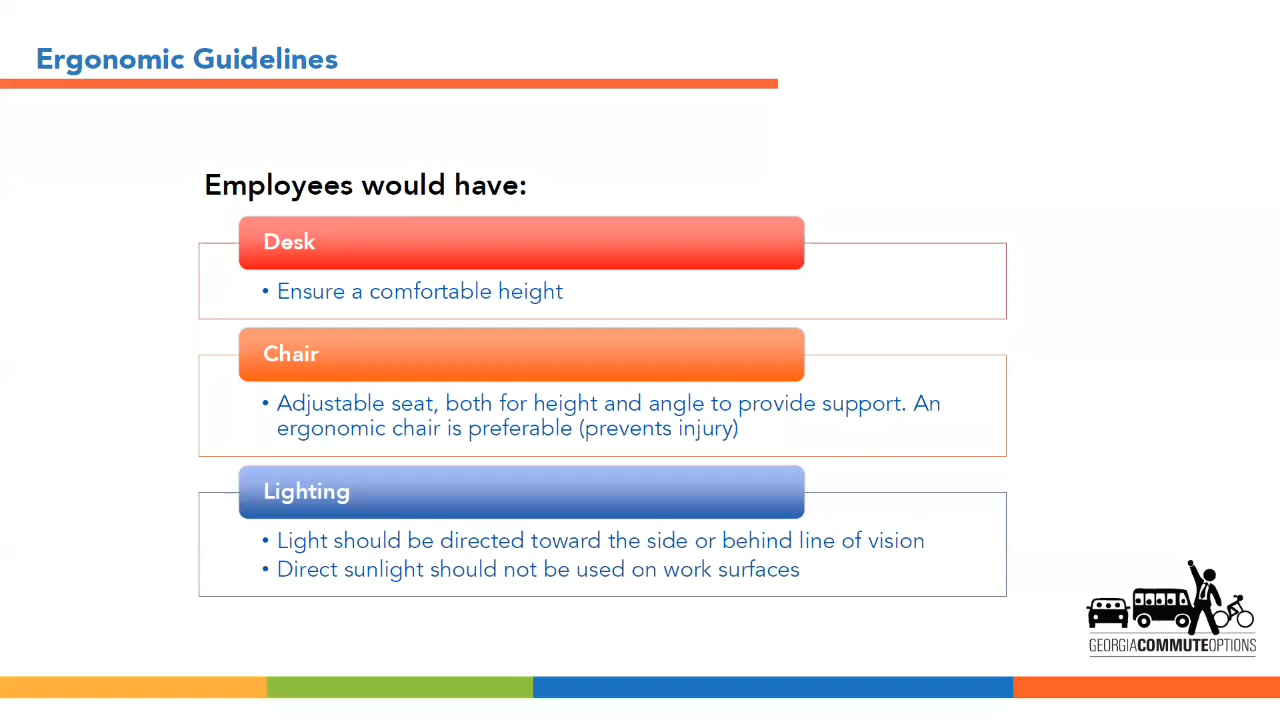 Ergonomic Guidelines
Employees would have:
Desk
• Ensure a comfortable height
Chair
• Adjustable seat, both for height and angle to provide support. An
ergonomic chair is preferable (prevents injury)
Lighting
• Light should be directed toward the side or behind line of vision
• Direct sunlight should not be used on work surfaces
GEORGIACOMMUTEOPTIONS